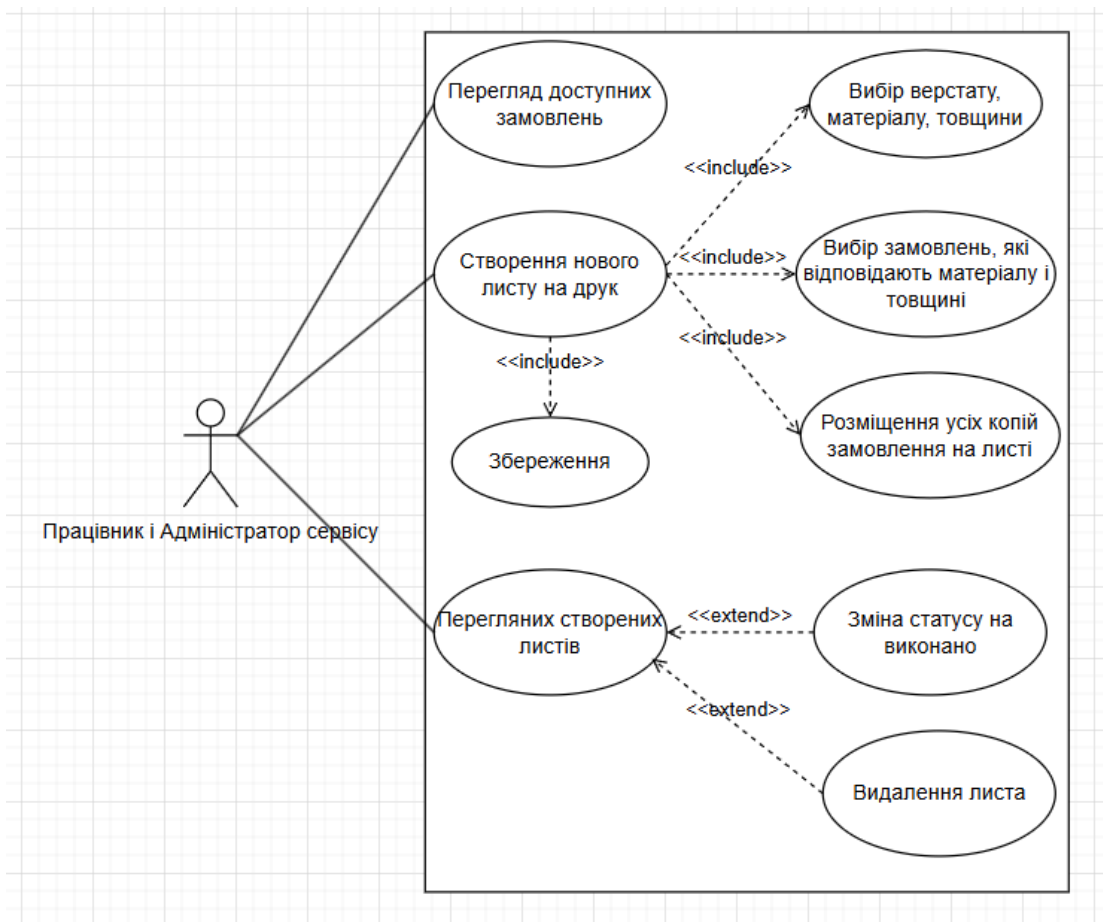 Перегляд доступних
замовлень
Вибір верстату,
матеріалу, товщини
<<include>>
Створення нового
листу на друк
<<include>>
Вибір замовлень, які
відповідають матеріалу і
товщині
<<include>>
<<include>>
Розміщення усіх копій
замовлення на листі
Збереження
Працівник і Адміністратор сервісу
Перегляних створених
листів
<<extend>>
Зміна статусу на
виконано
<<extend>>
Видалення листа